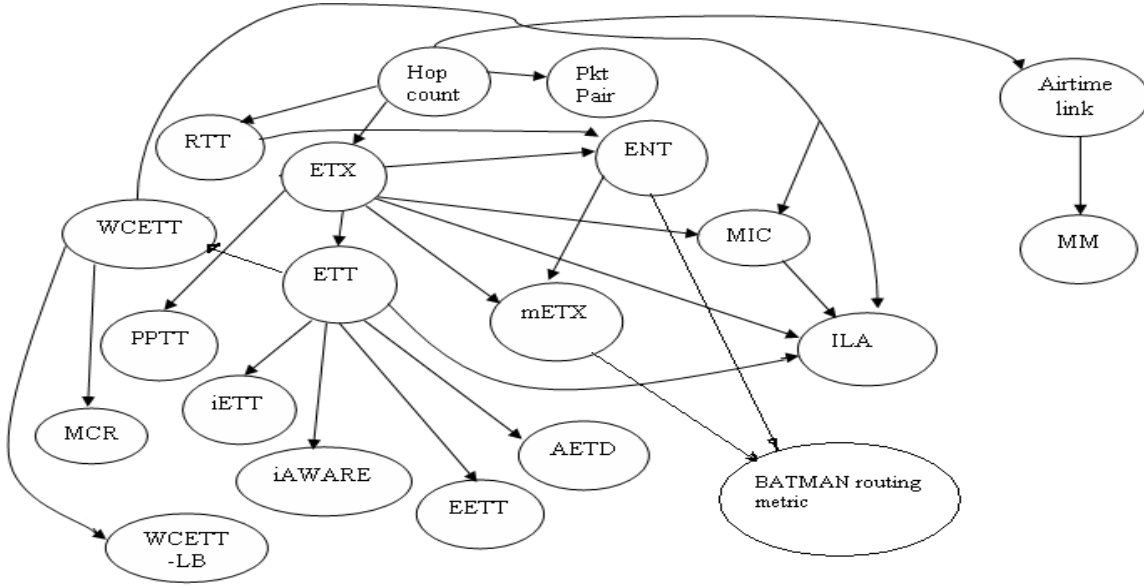 Hop
count
Pkt
Pair
Airtime
link
RTT
ENT
ETX
WCETT
MIC
MM
ETT
mETX
PPTT
ILA
iETT
MCR
AETD
iAWARE
EETT
BATMAN routing
metric
WCETT
-LB